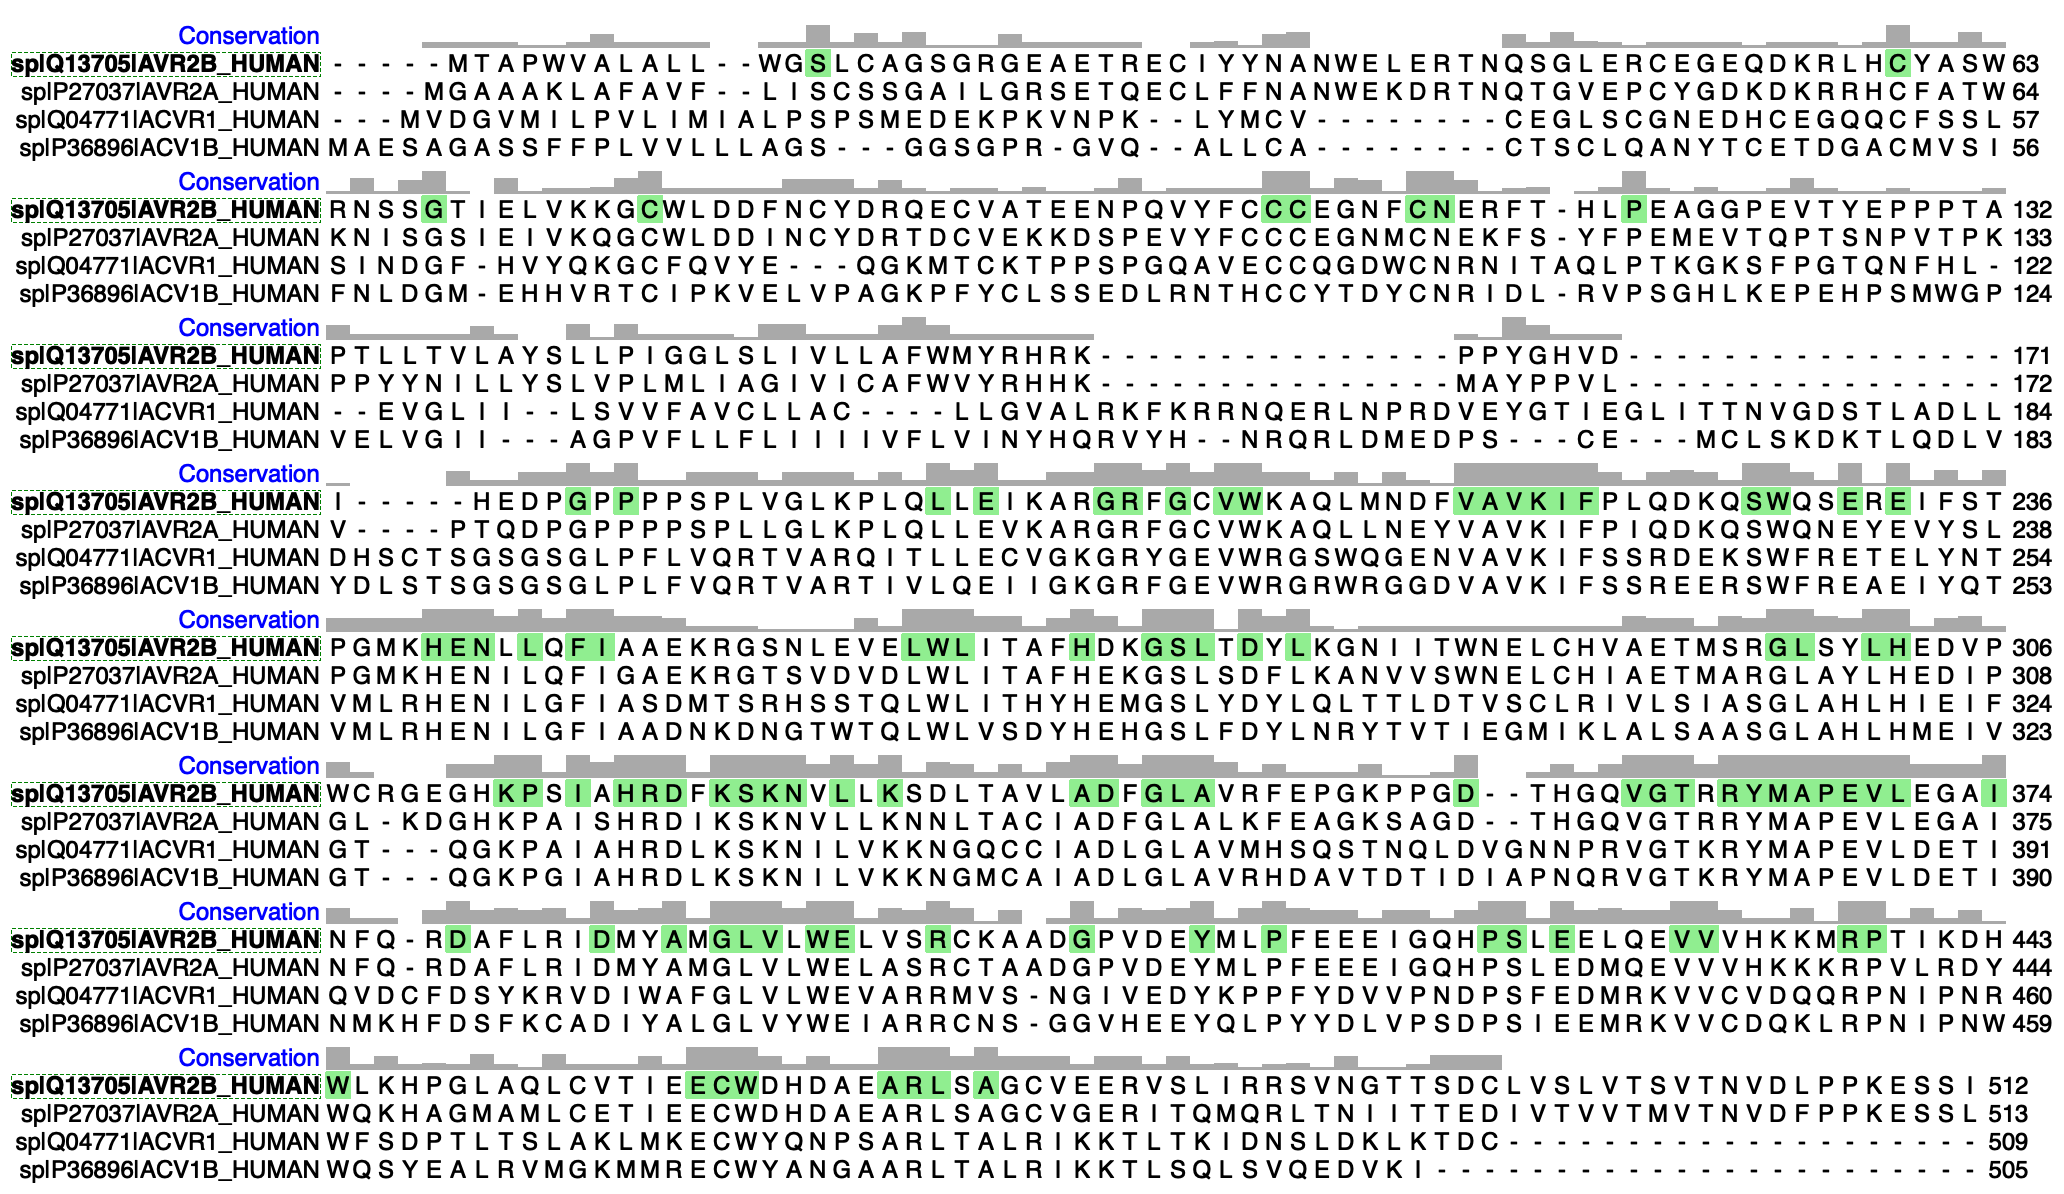 Conservation
sp|Q13705|AVR2B_HUMAN - - - - - M T A P W V A L A L L - - W G S L C A G S G R G E A E T R E C I Y Y N A N W E L E R T N Q S G L E R C E G E Q D K R L H C Y A S W 63
sp|P27037|AVR2A_HUMAN - - - - M G A A A K L A F A V F - - L I S C S S G A I L G R S E T Q E C L F F N A N W E K D R T N Q T G V E P C Y G D K D K R R H C F A T W 64
sp|Q04771|ACVR1_HUMAN - - - M V D G V M I L P V L I M I A L P S P S M E D E K P K V N P K - - L Y M C V - - - - - - - - C E G L S C G N E D H C E G Q Q C F S S L 57
sp|P36896|ACV1B_HUMAN M A E S A G A S S F F P L V V L L L A G S - - - G G S G P R - G V Q - - A L L C A - - - - - - - - C T S C L Q A N Y T C E T D G A C M V S I 56
Conservation
sp|Q13705|AVR2B_HUMAN R N S S G T I E L V K K G C W L D D F N C Y D R Q E C V A T E E N P Q V Y F C C C E G N F C N E R F T - H L P E A G G P E V T Y E P P P T A 132
sp|P27037|AVR2A_HUMAN K N I S G S I E I V K Q G C W L D D I N C Y D R T D C V E K K D S P E V Y F C C C E G N M C N E K F S - Y F P E M E V T Q P T S N P V T P K 133
sp|Q04771|ACVR1_HUMAN S I N D G F - H V Y Q K G C F Q V Y E - - - Q G K M T C K T P P S P G Q A V E C C Q G D W C N R N I T A Q L P T K G K S F P G T Q N F H L - 122
sp|P36896|ACV1B_HUMAN F N L D G M - E H H V R T C I P K V E L V P A G K P F Y C L S S E D L R N T H C C Y T D Y C N R I D L - R V P S G H L K E P E H P S M W G P 124
Conservation
sp|Q13705|AVR2B_HUMAN P T L L T V L A Y S L L P I G G L S L I V L L A F W M Y R H R K - - - - - - - - - - - - - - - P P Y G H V D - - - - - - - - - - - - - - - - 171
sp|P27037|AVR2A_HUMAN P P Y Y N I L L Y S L V P L M L I A G I V I C A F W V Y R H H K - - - - - - - - - - - - - - - M A Y P P V L - - - - - - - - - - - - - - - - 172
sp|Q04771|ACVR1_HUMAN - - E V G L I I - - L S V V F A V C L L A C - - - - L L G V A L R K F K R R N Q E R L N P R D V E Y G T I E G L I T T N V G D S T L A D L L 184
sp|P36896|ACV1B_HUMAN V E L V G I I - - - A G P V F L L F L I I I I V F L V I N Y H Q R V Y H - - N R Q R L D M E D P S - - - C E - - - M C L S K D K T L Q D L V 183
Conservation
sp|Q13705|AVR2B_HUMAN I - - - - - H E D P G P P P P S P L V G L K P L Q L L E I K A R G R F G C V W K A Q L M N D F V A V K I F P L Q D K Q S W Q S E R E I F S T 236
sp|P27037|AVR2A_HUMAN V - - - - P T Q D P G P P P P S P L L G L K P L Q L L E V K A R G R F G C V W K A Q L L N E Y V A V K I F P I Q D K Q S W Q N E Y E V Y S L 238
sp|Q04771|ACVR1_HUMAN D H S C T S G S G S G L P F L V Q R T V A R Q I T L L E C V G K G R Y G E V W R G S W Q G E N V A V K I F S S R D E K S W F R E T E L Y N T 254
sp|P36896|ACV1B_HUMAN Y D L S T S G S G S G L P L F V Q R T V A R T I V L Q E I I G K G R F G E V W R G R W R G G D V A V K I F S S R E E R S W F R E A E I Y Q T 253
Conservation
sp|Q13705|AVR2B_HUMAN P G M K H E N L L Q F I A A E K R G S N L E V E L W L I T A F H D K G S L T D Y L K G N I I T W N E L C H V A E T M S R G L S Y L H E D V P 306
sp|P27037|AVR2A_HUMAN P G M K H E N I L Q F I G A E K R G T S V D V D L W L I T A F H E K G S L S D F L K A N V V S W N E L C H I A E T M A R G L A Y L H E D I P 308
sp|Q04771|ACVR1_HUMAN V M L R H E N I L G F I A S D M T S R H S S T Q L W L I T H Y H E M G S L Y D Y L Q L T T L D T V S C L R I V L S I A S G L A H L H I E I F 324
sp|P36896|ACV1B_HUMAN V M L R H E N I L G F I A A D N K D N G T W T Q L W L V S D Y H E H G S L F D Y L N R Y T V T I E G M I K L A L S A A S G L A H L H M E I V 323
Conservation
sp|Q13705|AVR2B_HUMAN W C R G E G H K P S I A H R D F K S K N V L L K S D L T A V L A D F G L A V R F E P G K P P G D - - T H G Q V G T R R Y M A P E V L E G A I 374
sp|P27037|AVR2A_HUMAN G L - K D G H K P A I S H R D I K S K N V L L K N N L T A C I A D F G L A L K F E A G K S A G D - - T H G Q V G T R R Y M A P E V L E G A I 375
sp|Q04771|ACVR1_HUMAN G T - - - Q G K P A I A H R D L K S K N I L V K K N G Q C C I A D L G L A V M H S Q S T N Q L D V G N N P R V G T K R Y M A P E V L D E T I 391
sp|P36896|ACV1B_HUMAN G T - - - Q G K P G I A H R D L K S K N I L V K K N G M C A I A D L G L A V R H D A V T D T I D I A P N Q R V G T K R Y M A P E V L D E T I 390
Conservation
sp|Q13705|AVR2B_HUMAN N F Q - R D A F L R I D M Y A M G L V L W E L V S R C K A A D G P V D E Y M L P F E E E I G Q H P S L E E L Q E V V V H K K M R P T I K D H 443
sp|P27037|AVR2A_HUMAN N F Q - R D A F L R I D M Y A M G L V L W E L A S R C T A A D G P V D E Y M L P F E E E I G Q H P S L E D M Q E V V V H K K K R P V L R D Y 444
sp|Q04771|ACVR1_HUMAN Q V D C F D S Y K R V D I W A F G L V L W E V A R R M V S - N G I V E D Y K P P F Y D V V P N D P S F E D M R K V V C V D Q Q R P N I P N R 460
sp|P36896|ACV1B_HUMAN N M K H F D S F K C A D I Y A L G L V Y W E I A R R C N S - G G V H E E Y Q L P Y Y D L V P S D P S I E E M R K V V C D Q K L R P N I P N W 459
Conservation
sp|Q13705|AVR2B_HUMAN W L K H P G L A Q L C V T I E E C W D H D A E A R L S A G C V E E R V S L I R R S V N G T T S D C L V S L V T S V T N V D L P P K E S S I 512
sp|P27037|AVR2A_HUMAN W Q K H A G M A M L C E T I E E C W D H D A E A R L S A G C V G E R I T Q M Q R L T N I I T T E D I V T V V T M V T N V D F P P K E S S L 513
sp|Q04771|ACVR1_HUMAN W F S D P T L T S L A K L M K E C W Y Q N P S A R L T A L R I K K T L T K I D N S L D K L K T D C - - - - - - - - - - - - - - - - - - - - 509
sp|P36896|ACV1B_HUMAN W Q S Y E A L R V M G K M M R E C W Y A N G A A R L T A L R I K K T L S Q L S V Q E D V K I - - - - - - - - - - - - - - - - - - - - - - - 505